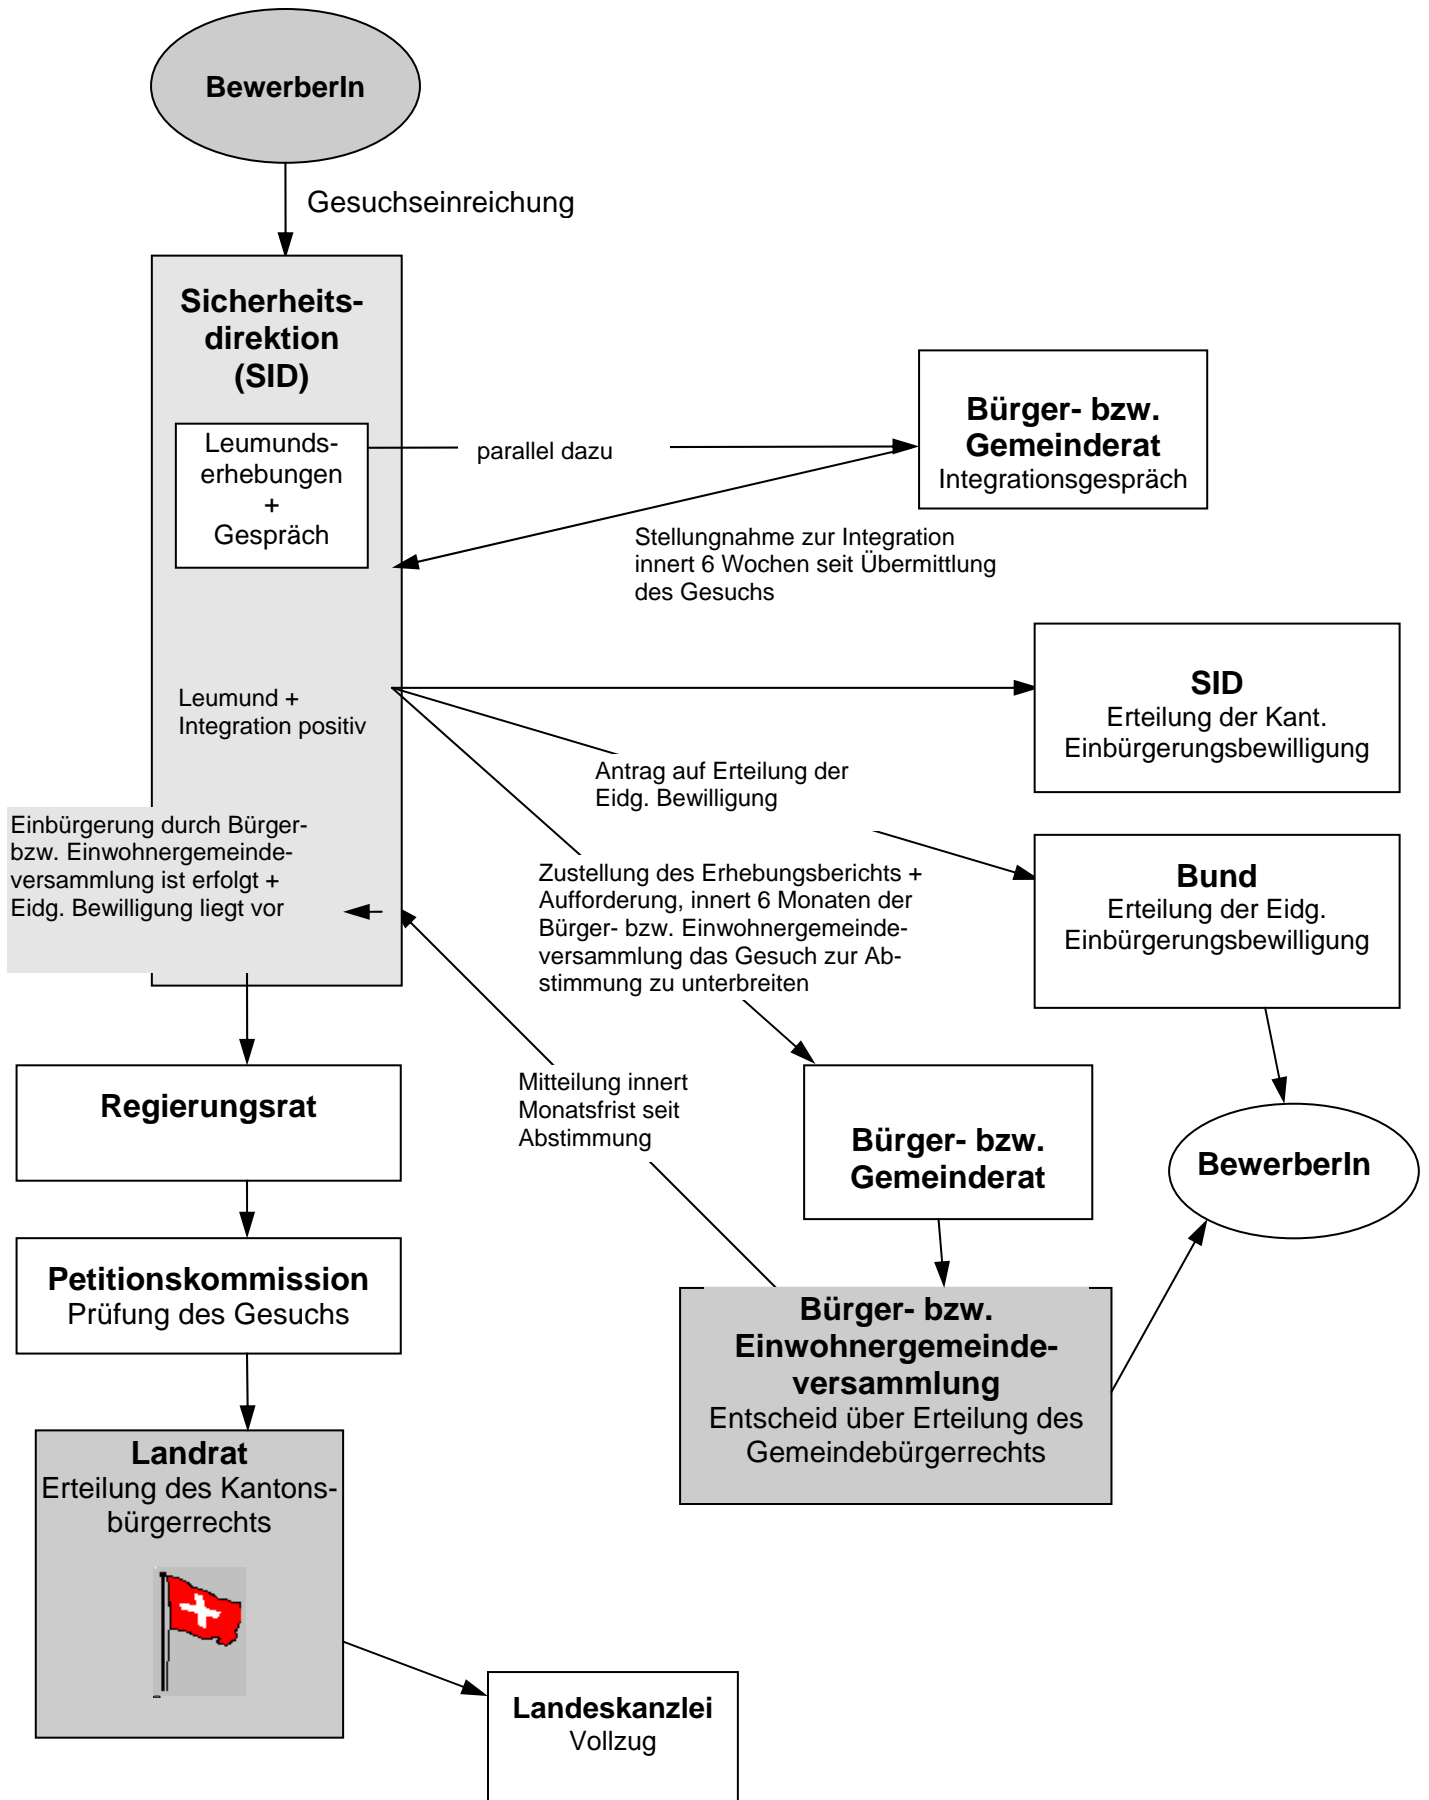 BewerberIn
Gesuchseinreichung
Sicherheits-
direktion
(SID)
Leumunds-
erhebungen
+
Gespräch
parallel dazu
Bürger- bzw.
Gemeinderat
Integrationsgespräch
Stellungnahme zur Integration
innert 6 Wochen seit Übermittlung
des Gesuchs
Leumund +
Integration positiv
SID
Erteilung der Kant.
Einbürgerungsbewilligung
Antrag auf Erteilung der
Eidg. Bewilligung
Einbürgerung durch Bürger-
bzw. Einwohnergemeinde-
versammlung ist erfolgt +
Eidg. Bewilligung liegt vor
Zustellung des Erhebungsberichts +
Aufforderung, innert 6 Monaten der
Bürger- bzw. Einwohnergemeinde-
versammlung das Gesuch zur Ab-
stimmung zu unterbreiten
Bund
Erteilung der Eidg.
Einbürgerungsbewilligung
Regierungsrat
Mitteilung innert
Monatsfrist seit
Abstimmung
Bürger- bzw.
Gemeinderat
BewerberIn
Petitionskommission
Prüfung des Gesuchs
Bürger- bzw.
Einwohnergemeinde-
versammlung
Entscheid über Erteilung des
Gemeindebürgerrechts
Landrat
Erteilung des Kantons-
bürgerrechts
Landeskanzlei
Vollzug